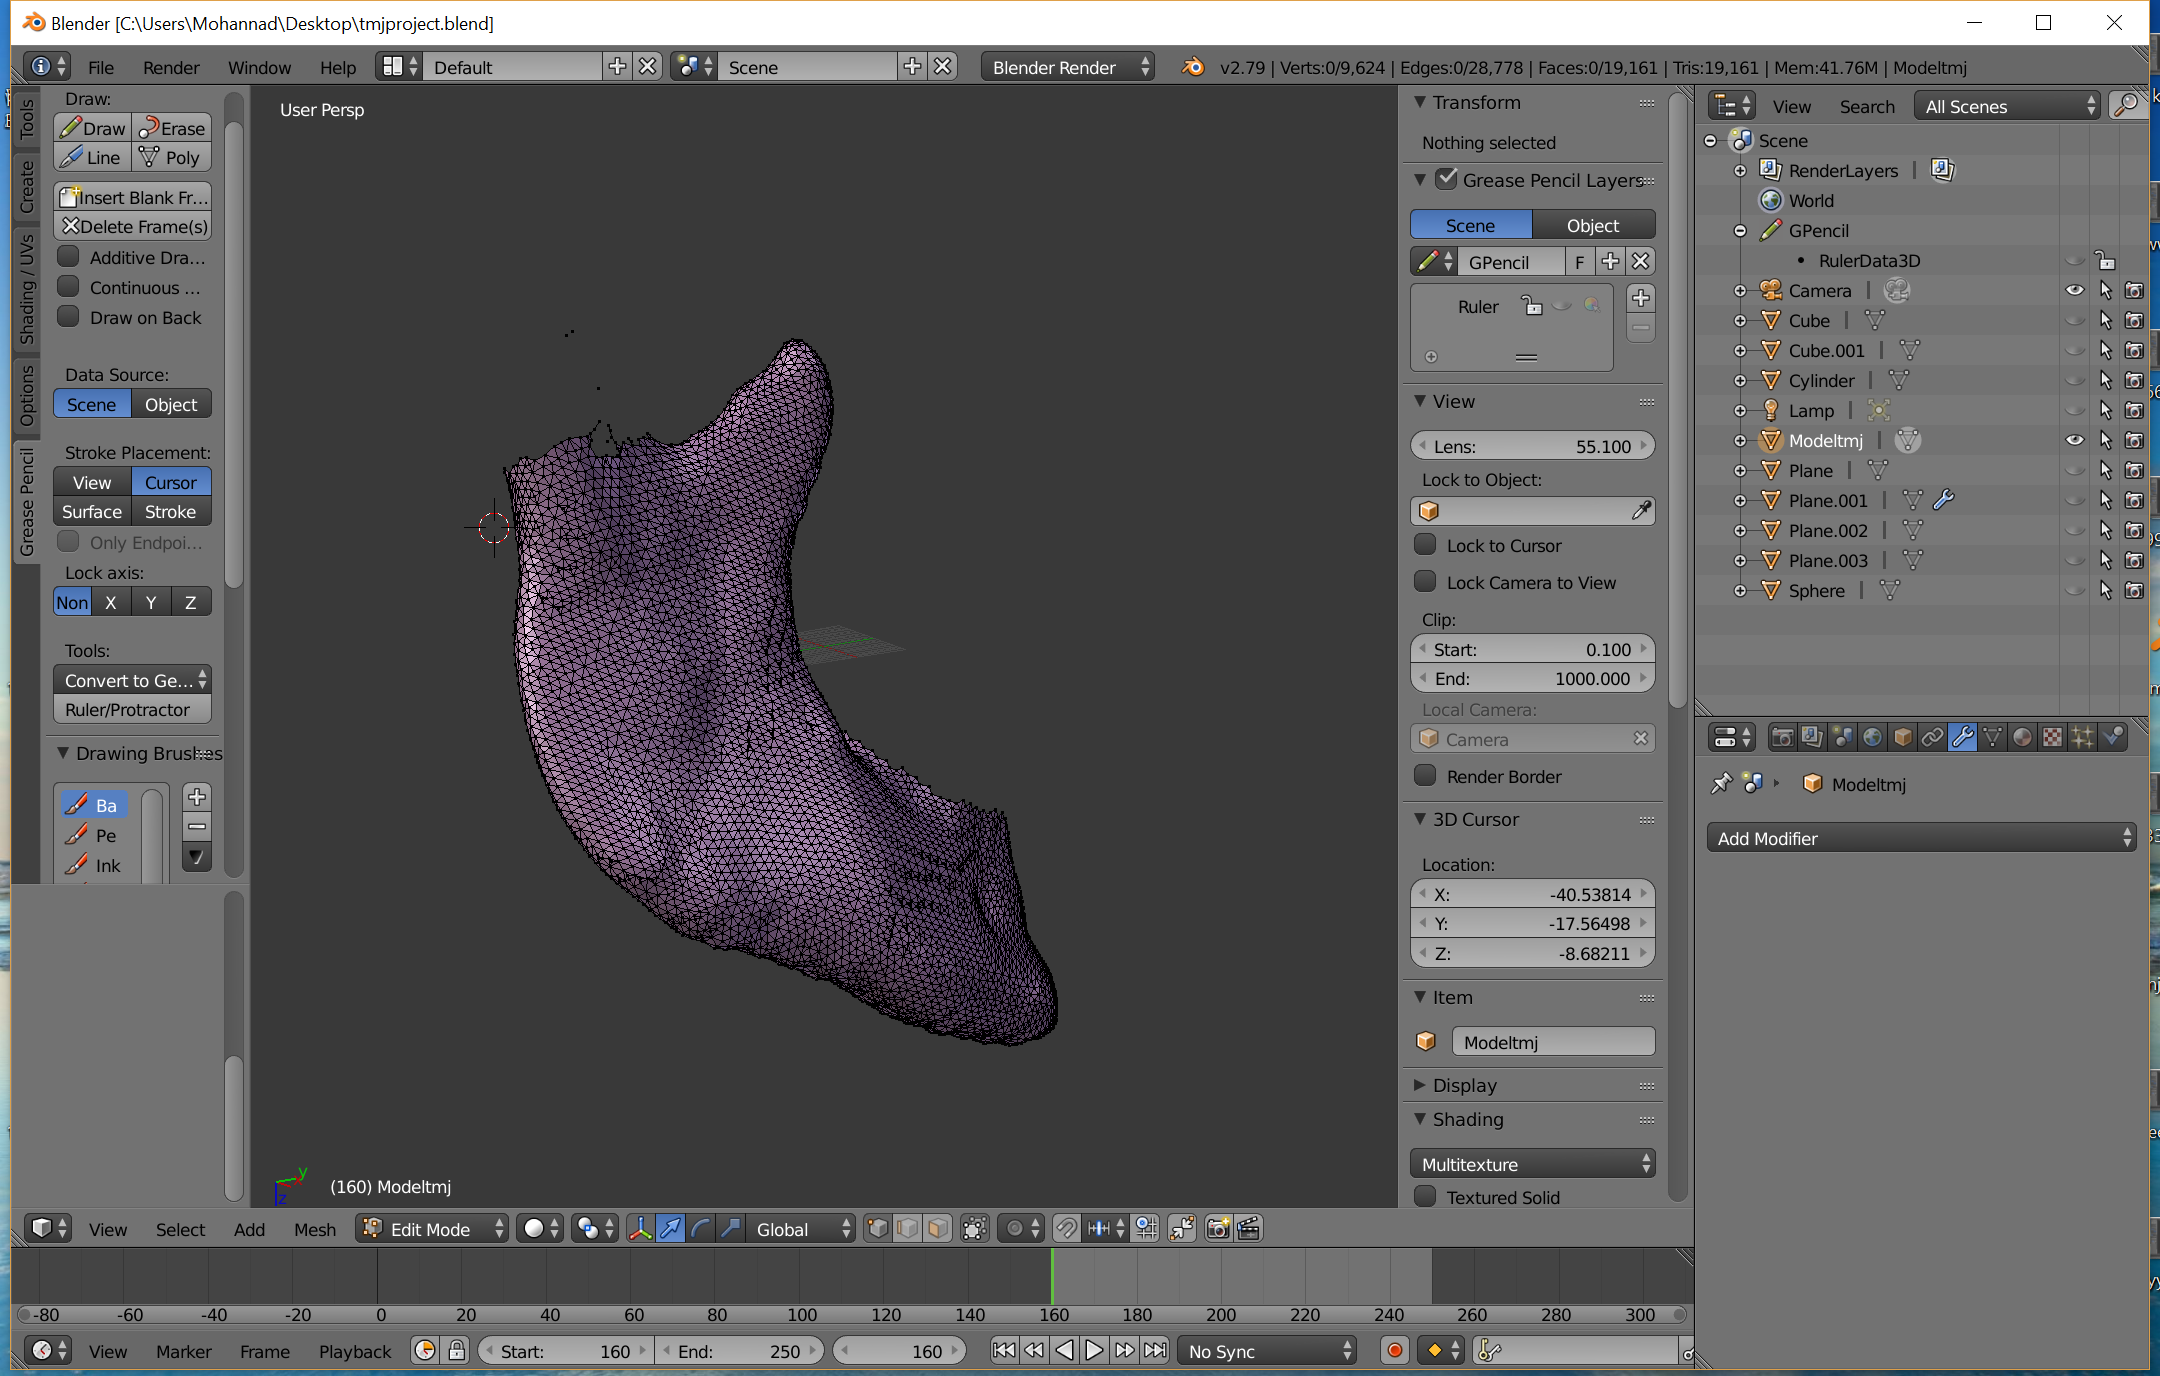 Blender [C:\Users\Mohannad\Desktop\tmjproject.blend]
File Render Window Help Default Scene Blender Render v2.79 | Verts:0/9,624 | Edges:0/28,778 | Faces:0/19,161 | Tris:19,161 | Mem:41.76M | Modeltmj
Tools
Create
Shading / UVs
Options
Grease Pencil
Draw:
Draw Erase
Line Poly
Insert Blank Fr...
Delete Frame(s)
Additive Dra...
Continuous ...
Draw on Back
Data Source:
Scene Object
Stroke Placement:
View Cursor
Surface Stroke
Only Endpoi...
Lock axis:
Non X Y Z
Tools:
Convert to Ge...
Ruler/Protractor
Drawing Brushes
Ba
Pe
Ink
User Persp
y
z
(160) Modeltmj
Transform
Nothing selected
Grease Pencil Layers
Scene Object
GPencil F
Ruler
View
Lens: 55.100
Lock to Object:
Lock to Cursor
Lock Camera to View
Clip:
Start: 0.100
End: 1000.000
Local Camera:
Camera
Render Border
3D Cursor
Location:
X: -40.53814
Y: -17.56498
Z: -8.68211
Item
Modeltmj
Display
Shading
Multitexture
Textured Solid
View Search All Scenes
Scene
RenderLayers |
World
GPencil
RulerData3D
Camera |
Cube |
Cube.001 |
Cylinder |
Lamp |
Modeltmj |
Plane |
Plane.001 |
Plane.002 |
Plane.003 |
Sphere |
Modeltmj
Add Modifier
View Select Add Mesh Edit Mode Global
-80 -60 -40 -20 0 20 40 60 80 100 120 140 160 180 200 220 240 260 280 300
View Marker Frame Playback Start: 160 End: 250 160 No Sync